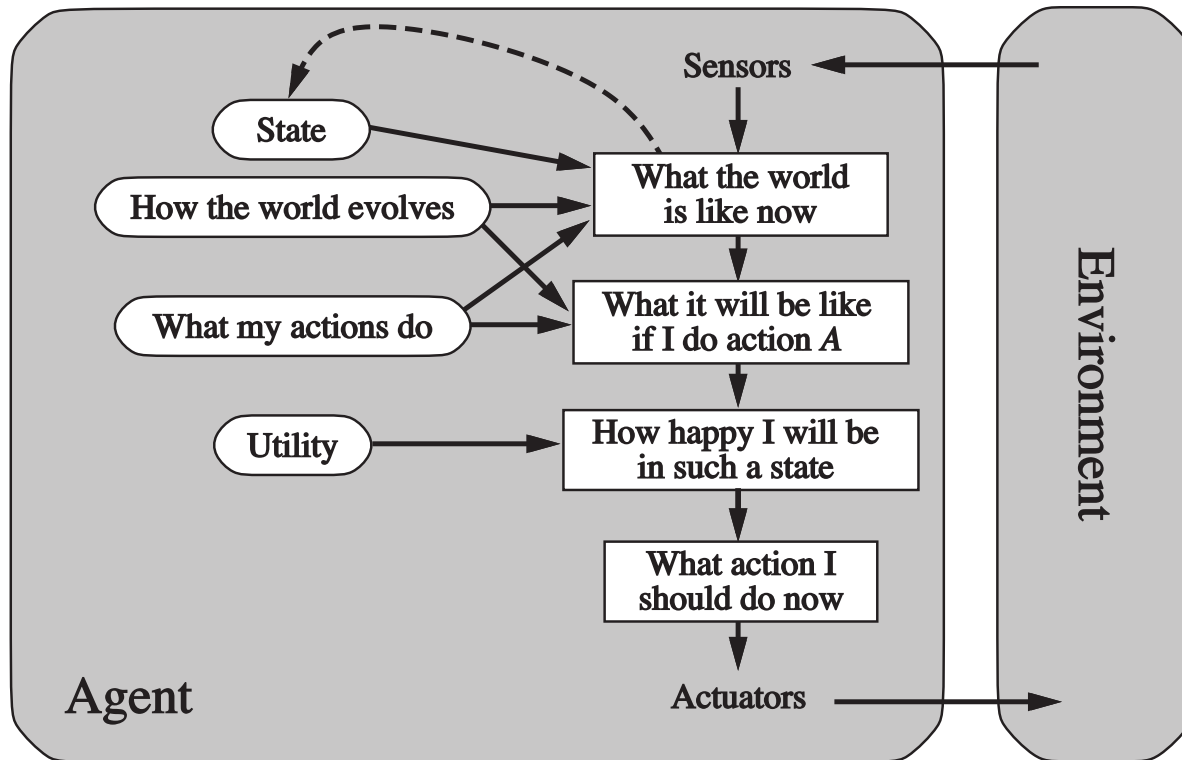 Sensors
State
What the world
is like now
How the world evolves
What it will be like
if I do action A
What my actions do
How happy I will be
in such a state
Utility
What action I
should do now
Agent
Actuators
Environment